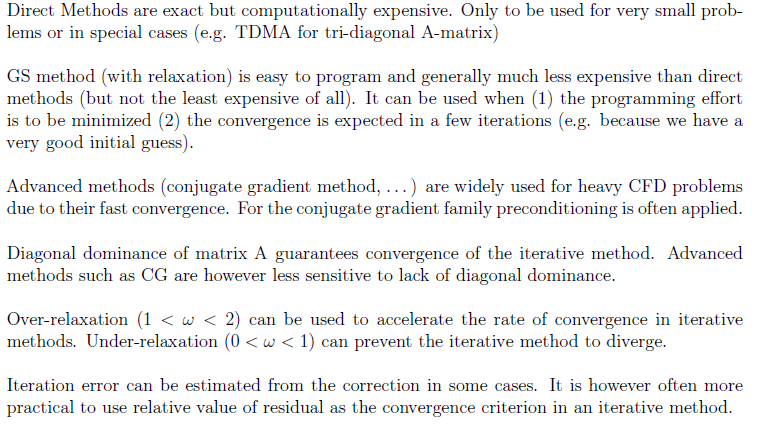 Direct Methods are exact but computationally expensive. Only to be used for very small prob-
lems or in special cases (e.g. TDMA for tri-diagonal A-matrix)
GS method (with relaxation) is easy to program and generally much less expensive than direct
methods (but not the least expensive of all). It can be used when (1) the programming effort
is to be minimized (2) the convergence is expected in a few iterations (e.g. because we have a
very good initial guess).
Advanced methods (conjugate gradient method, ...) are widely used for heavy CFD problems
due to their fast convergence. For the conjugate gradient family preconditioning is often applied.
Diagonal dominance of matrix A guarantees convergence of the iterative method. Advanced
methods such as CG are however less sensitive to lack of diagonal dominance.
Over-relaxation (1 < ω < 2) can be used to accelerate the rate of convergence in iterative
methods. Under-relaxation (0 < ω < 1) can prevent the iterative method to diverge.
Iteration error can be estimated from the correction in some cases. It is however often more
practical to use relative value of residual as the convergence criterion in an iterative method.